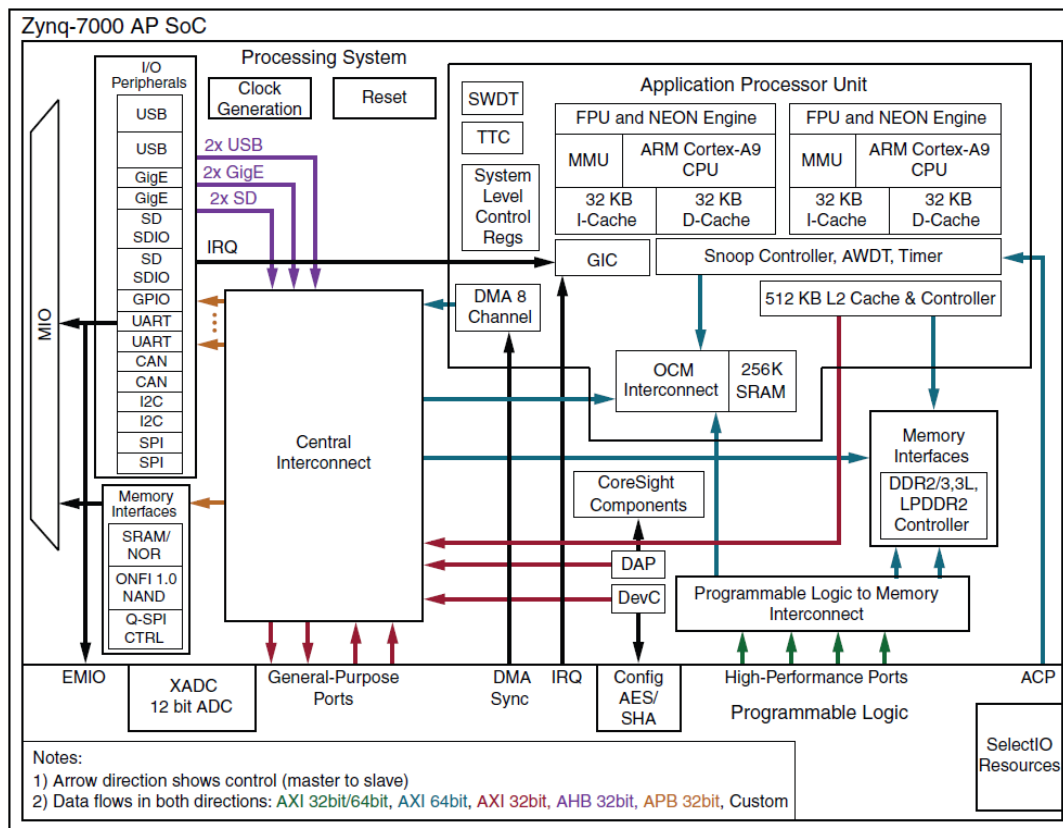 Zynq-7000 AP SoC
Processing System
I/O
Peripherals
USB
USB
GigE
GigE
SD
SDIO
SD
SDIO
GPIO
UART
UART
CAN
CAN
I2C
I2C
SPI
SPI
MIO
Clock
Generation
Reset
2x USB
2x GigE
2x SD
IRQ
Application Processor Unit
SWDT
TTC
System
Level
Control
Regs
FPU and NEON Engine
MMU
ARM Cortex-A9
CPU
32 KB
I-Cache
32 KB
D-Cache
FPU and NEON Engine
MMU
ARM Cortex-A9
CPU
32 KB
I-Cache
32 KB
D-Cache
GIC
Snoop Controller, AWDT, Timer
DMA 8
Channel
512 KB L2 Cache & Controller
OCM
Interconnect
256K
SRAM
Central
Interconnect
Memory
Interfaces
DDR2/3,3L,
LPDDR2
Controller
CoreSight
Components
DAP
DevC
Programmable Logic to Memory
Interconnect
Memory
Interfaces
SRAM/
NOR
ONFI 1.0
NAND
Q-SPI
CTRL
EMIO
XADC
12 bit ADC
General-Purpose
Ports
DMA
Sync
IRQ
Config
AES/
SHA
High-Performance Ports
ACP
Programmable Logic
SelectIO
Resources
Notes:
1) Arrow direction shows control (master to slave)
2) Data flows in both directions: AXI 32bit/64bit, AXI 64bit, AXI 32bit, AHB 32bit, APB 32bit, Custom